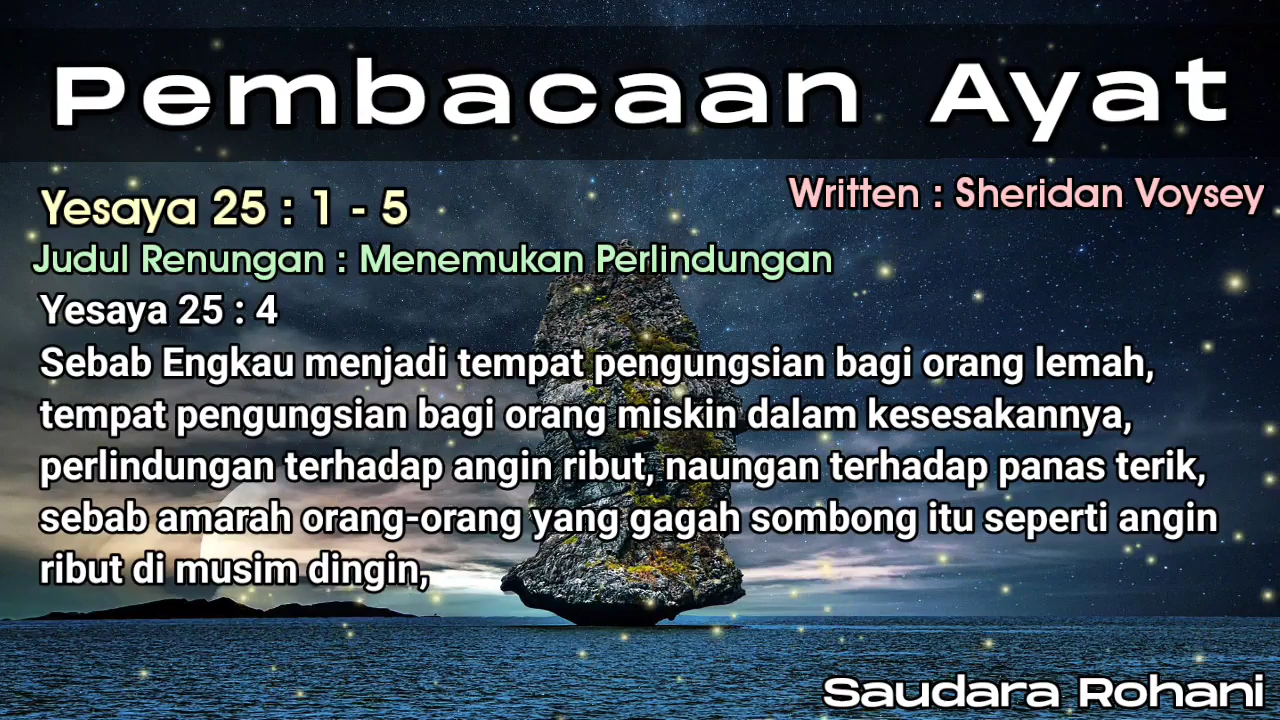 Pembacaan Ayat
Written : Sheridan Voysey
Yesaya 25 : 1 - 5
Judul Renungan : Menemukan Perlindungan
Yesaya 25 : 4
Sebab Engkau menjadi tempat pengungsian bagi orang lemah,
tempat pengungsian bagi orang miskin dalam kesesakannya,
perlindungan terhadap angin ribut, naungan terhadap panas terik,
sebab amarah orang-orang yang gagah sombong itu seperti angin
ribut di musim dingin,
Saudara Rohani